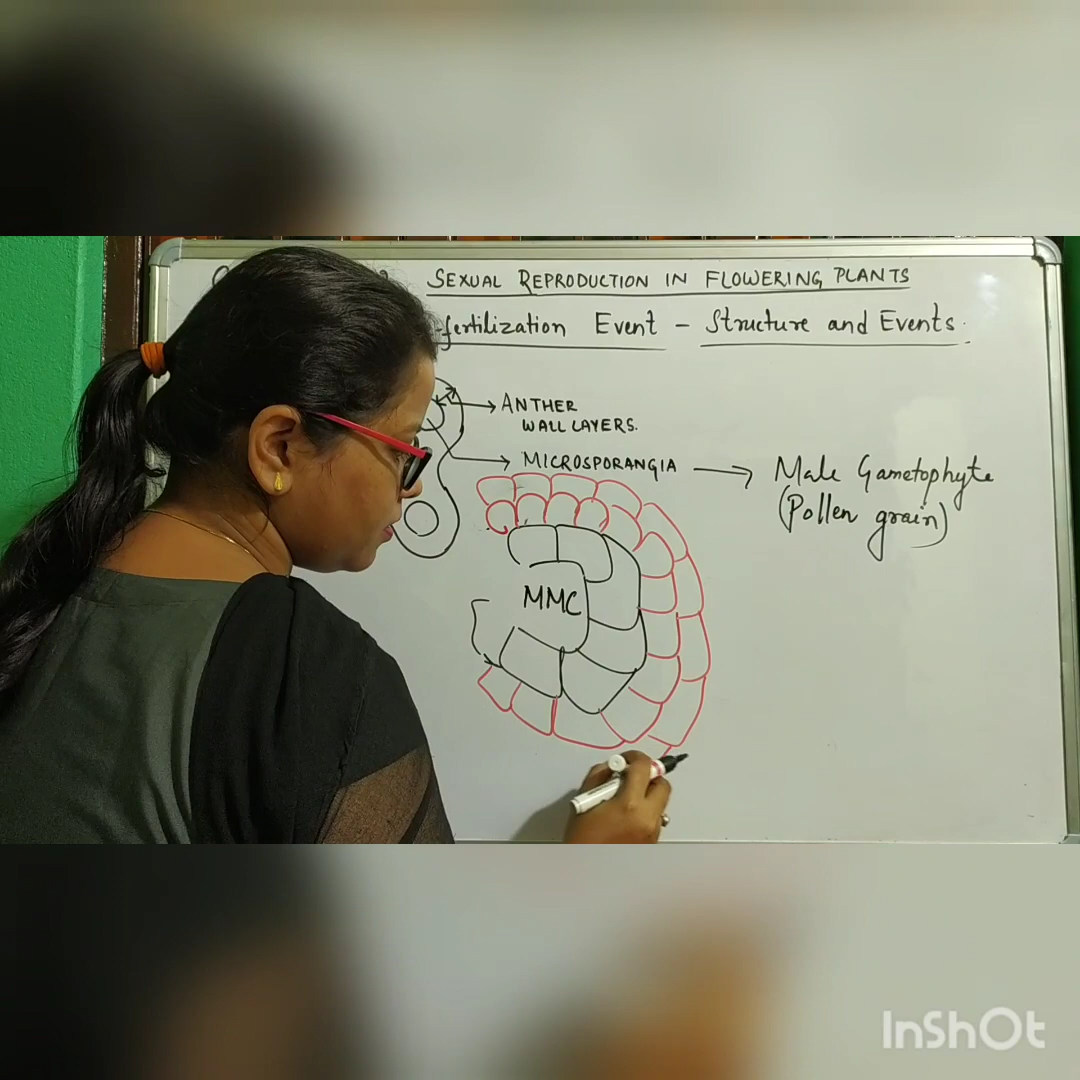 SEXUAL REPRODUCTION IN FLOWERING PLANTS
fertilization Event – Structure and Events.
ANTHER
WALL LAYERS.
MICROSPORANGIA
Male Gametophyte
(Pollen grain)
MMC
InShOt